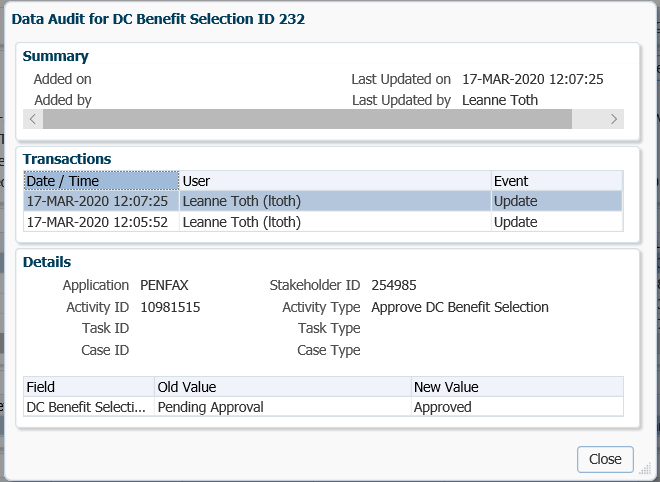 Data Audit for DC Benefit Selection ID 232
Summary
Added on Last Updated on 17-MAR-2020 12:07:25
Added by Last Updated by Leanne Toth
Transactions
Date / Time User Event
17-MAR-2020 12:07:25 Leanne Toth (ltoth) Update
17-MAR-2020 12:05:52 Leanne Toth (ltoth) Update
Details
Application PENFAX Stakeholder ID 254985
Activity ID 10981515 Activity Type Approve DC Benefit Selection
Task ID Task Type
Case ID Case Type
Field Old Value New Value
DC Benefit Selecti... Pending Approval Approved
Close